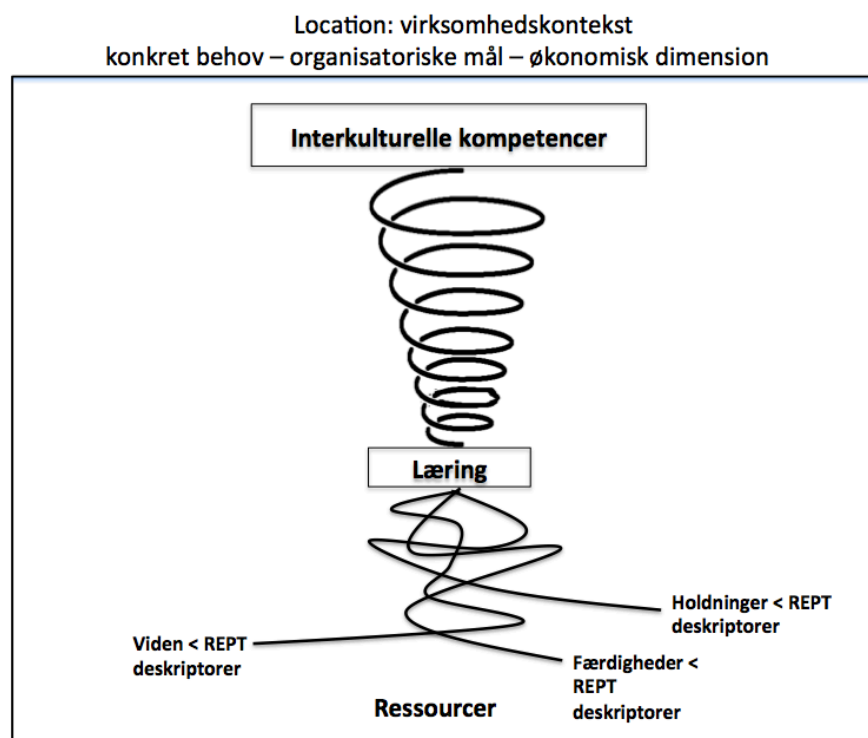 Location: virksomhedskontekst
konkret behov – organisatoriske mål – økonomisk dimension
Interkulturelle kompetencer
Læring
Holdninger < REPT
deskriptorer
Viden < REPT
deskriptorer
Færdigheder <
REPT
deskriptorer
Ressourcer